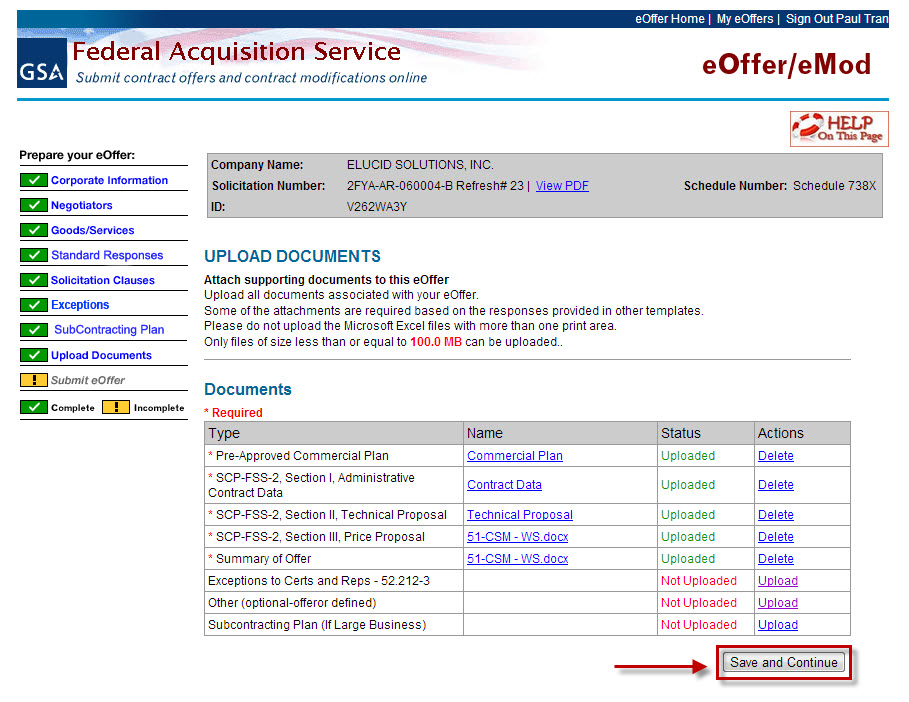 eOffer Home | My eOffers | Sign Out Paul Tran
GSA
Federal Acquisition Service
Submit contract offers and contract modifications online
eOffer/eMod
HELP
On This Page
Prepare your eOffer:
Corporate Information
Negotiators
Goods/Services
Standard Responses
Solicitation Clauses
Exceptions
SubContracting Plan
Upload Documents
! Submit eOffer
Complete ! Incomplete
Company Name: ELUCID SOLUTIONS, INC.
Solicitation Number: 2FYA-AR-060004-B Refresh# 23 | View PDF Schedule Number: Schedule 738X
ID: V262WA3Y
UPLOAD DOCUMENTS
Attach supporting documents to this eOffer
Upload all documents associated with your eOffer.
Some of the attachments are required based on the responses provided in other templates.
Please do not upload the Microsoft Excel files with more than one print area.
Only files of size less than or equal to 100.0 MB can be uploaded..
Documents
* Required
Type Name Status Actions
* Pre-Approved Commercial Plan Commercial Plan Uploaded Delete
* SCP-FSS-2, Section I, Administrative
Contract Data Contract Data Uploaded Delete
* SCP-FSS-2, Section II, Technical Proposal Technical Proposal Uploaded Delete
* SCP-FSS-2, Section III, Price Proposal 51-CSM - WS.docx Uploaded Delete
* Summary of Offer 51-CSM - WS.docx Uploaded Delete
Exceptions to Certs and Reps - 52.212-3 Not Uploaded Upload
Other (optional-offeror defined) Not Uploaded Upload
Subcontracting Plan (If Large Business) Not Uploaded Upload
Save and Continue